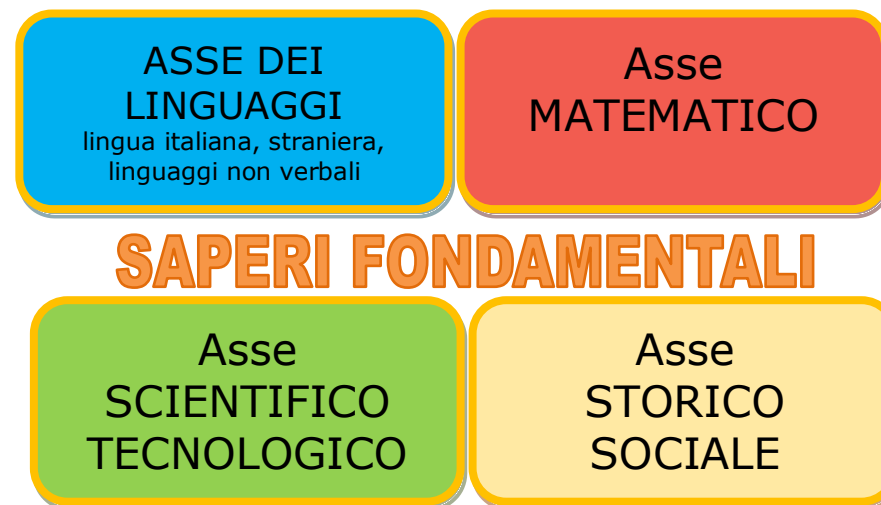 ASSE DEI
LINGUAGGI
lingua italiana, straniera,
linguaggi non verbali
Asse
MATEMATICO
SAPERI FONDAMENTALI
Asse
SCIENTIFICO
TECNOLOGICO
Asse
STORICO
SOCIALE